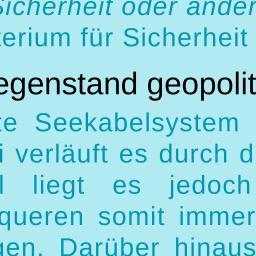 Sicherheit oder ander
terium für Sicherheit
egenstand geopolit
te Seekabelsystem
i verläuft es durch d
l liegt es jedoch
queren somit immer
gen. Darüber hinaus